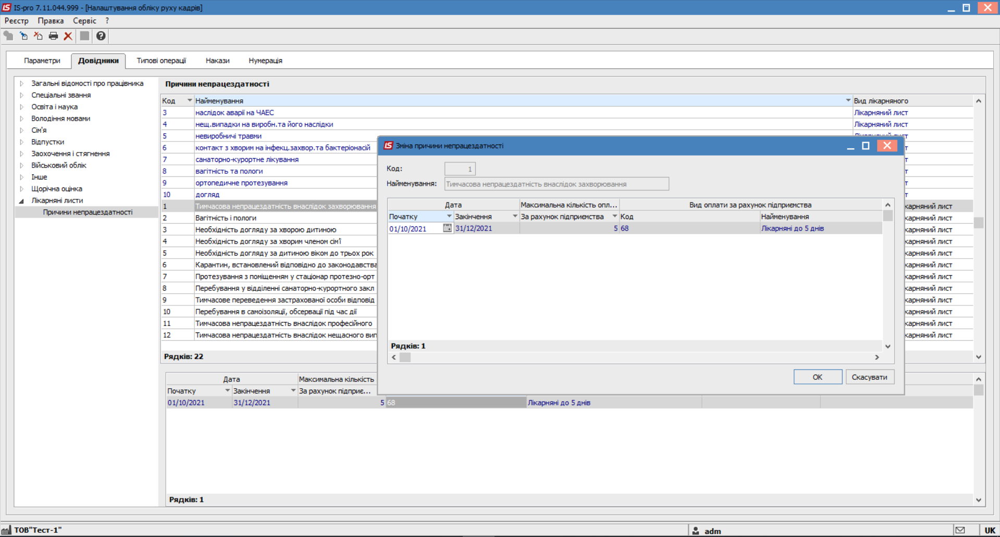 IS-pro 7.11.044.999 - [Налаштування обліку руху кадрів]
Реєстр Правка Сервіс ?
Параметри Довідники Типові операції Накази Нумерація
Загальні відомості про працівника
Спеціальні звання
Освіта і наука
Володіння мовами
Сім'я
Відпустки
Заохочення і стягнення
Військовий облік
Інше
Щорічна оцінка
Лікарняні листи
Причини непрацездатності
Причини непрацездатності
Код Найменування Вид лікарняного
3 наслідок аварії на ЧАЕС Лікарняний лист
4 нещ.випадки на виробн.та його наслідки Лікарняний лист
5 невиробничі травми
6 контакт з хворим на інфекц.захвор.та бактеріонасій т
7 санаторно-курортне лікування т
8 вагітність та пологи т
9 ортопедичне протезування т
10 догляд т
1 Тимчасова непрацездатність внаслідок захворювання карняний лист
2 Вагітність і пологи карняний лист
3 Необхідність догляду за хворою дитиною карняний лист
4 Необхідність догляду за хворим членом сім'ї карняний лист
5 Необхідність догляду за дитиною віком до трьох рок карняний лист
6 Карантин, встановлений відповідно до законодавства карняний лист
7 Протезування з поміщенням у стаціонар протезно-орт карняний лист
8 Перебування у відділенні санаторно-курортного закл карняний лист
9 Тимчасове переведення застрахованої особи відповід карняний лист
10 Перебування в самоізоляції, обсервації під час дії карняний лист
11 Тимчасова непрацездатність внаслідок професійного карняний лист
12 Тимчасова непрацездатність внаслідок нещасного вип карняний лист
Рядків: 22
Зміна причини непрацездатності
Код: 1
Найменування: Тимчасова непрацездатність внаслідок захворювання
Дата Максимальна кількість опл... Вид оплати за рахунок підприємства
Початку Закінчення За рахунок підприємства Код Найменування
01/10/2021 31/12/2021 5 68 Лікарняні до 5 днів
Рядків: 1
OK Скасувати
Дата Максимальна кількість
Початку Закінчення За рахунок підприє...
01/10/2021 31/12/2021 5 68 Лікарняні до 5 днів
Рядків: 1
ТОВ"Тест-1" adm UK